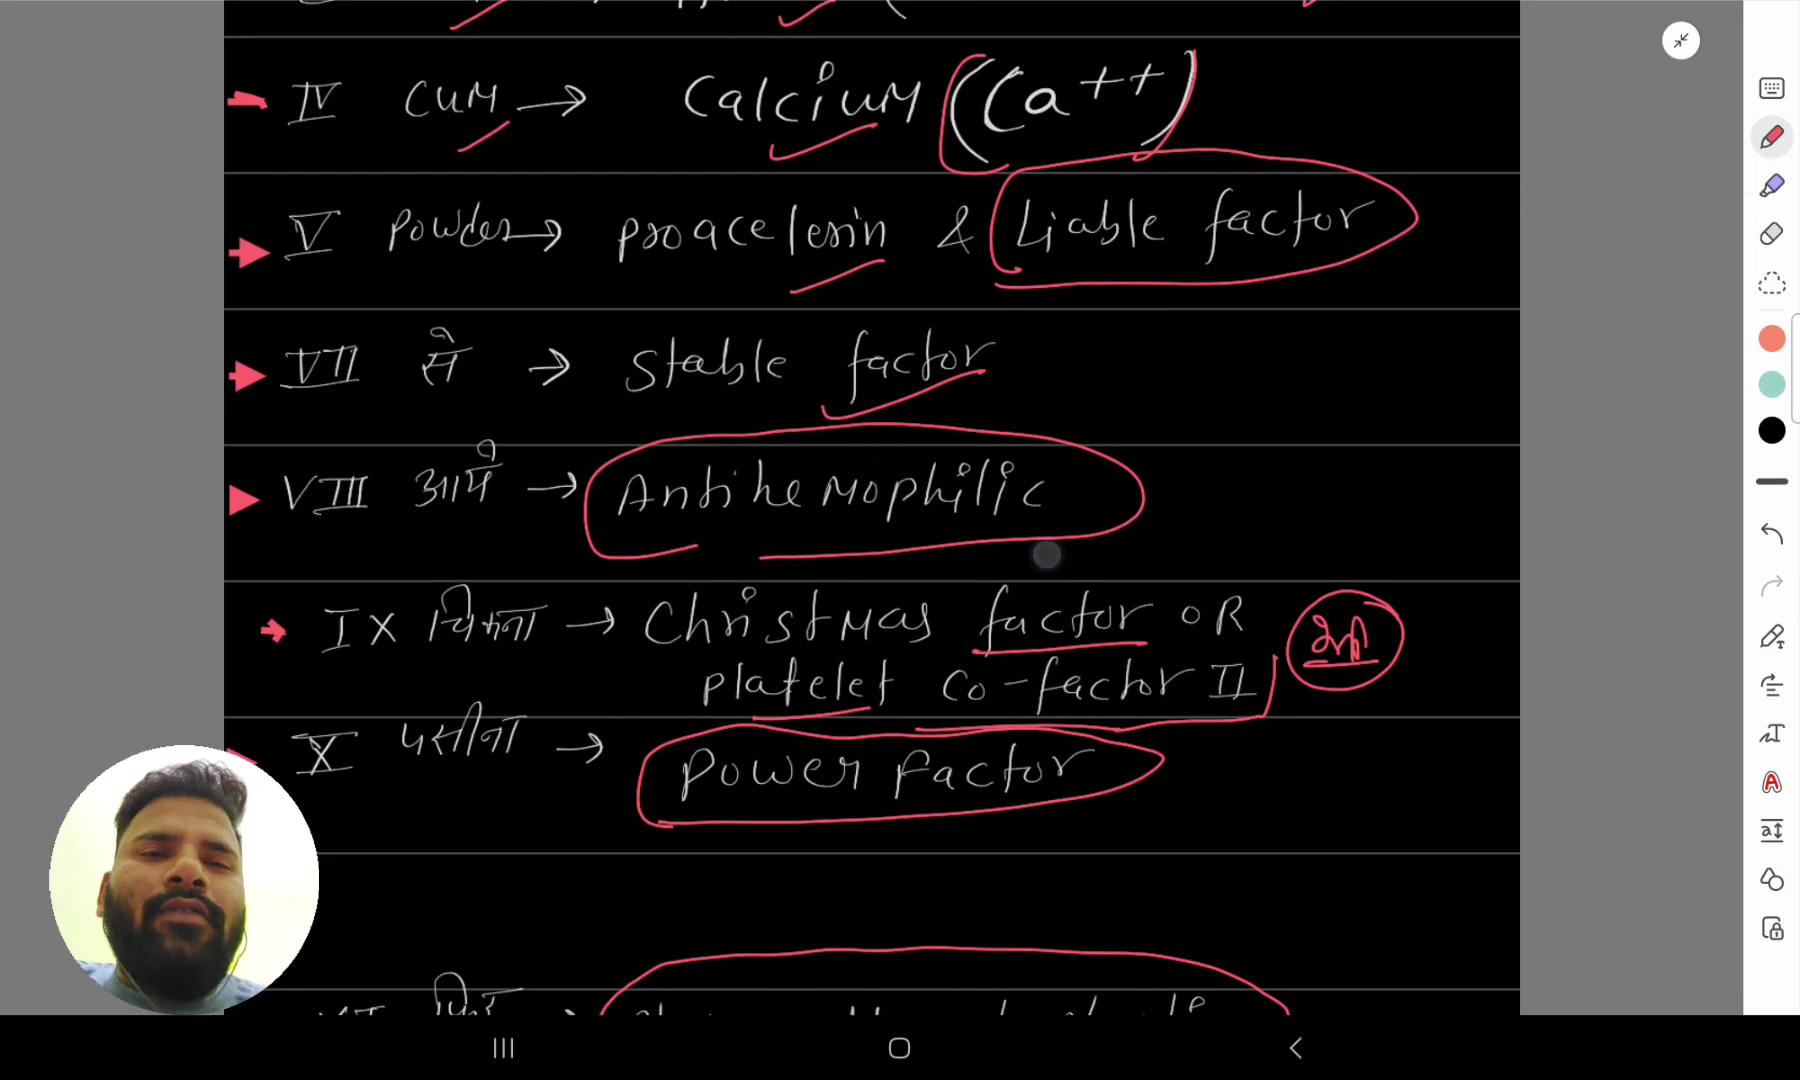 IV CUM → Calcium (Ca++)
V Powder → proacelerin & Liable factor
VII से → Stable factor
VIII आमने → Antihemophilic
IX चिकना → Christmas factor OR
platelet co-factor II
X पसीना → Power Factor